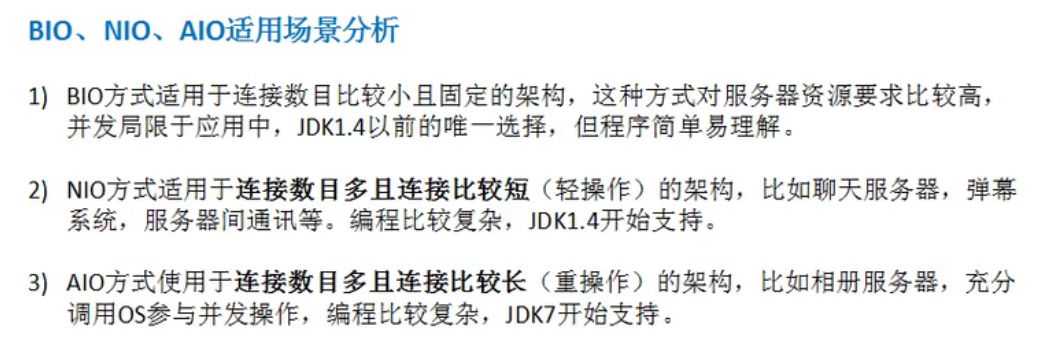 BIO、NIO、AIO适用场景分析
1) BIO方式适用于连接数目比较小且固定的架构，这种方式对服务器资源要求比较高，
并发局限于应用中，JDK1.4以前的唯一选择，但程序简单易理解。
2) NIO方式适用于连接数目多且连接比较短（轻操作）的架构，比如聊天服务器，弹幕
系统，服务器间通讯等。编程比较复杂，JDK1.4开始支持。
3) AIO方式使用于连接数目多且连接比较长（重操作）的架构，比如相册服务器，充分
调用OS参与并发操作，编程比较复杂，JDK7开始支持。